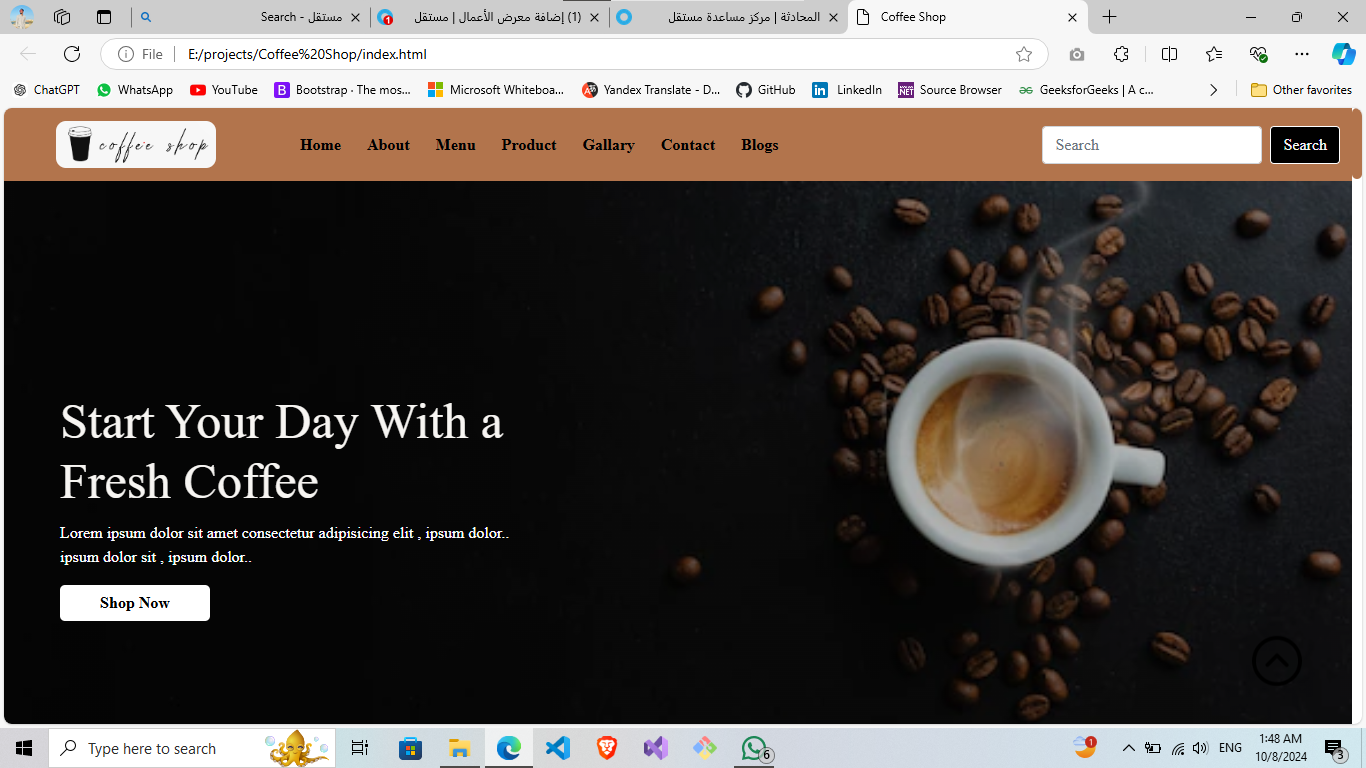 Search - مستقل
(1) إضافة معرض الأعمال | مستقل
المحادثة | مركز مساعدة مستقل
Coffee Shop
File
E:/projects/Coffee%20Shop/index.html
ChatGPT
WhatsApp
YouTube
Bootstrap · The mos...
Microsoft Whiteboa...
Yandex Translate - D...
GitHub
LinkedIn
Source Browser
GeeksforGeeks | A c...
Other favorites
coffee shop
Home
About
Menu
Product
Gallary
Contact
Blogs
Search
Search
Start Your Day With a
Fresh Coffee
Lorem ipsum dolor sit amet consectetur adipisicing elit , ipsum dolor..
ipsum dolor sit , ipsum dolor..
Shop Now
Type here to search
6
1
ENG
1:48 AM
10/8/2024
3